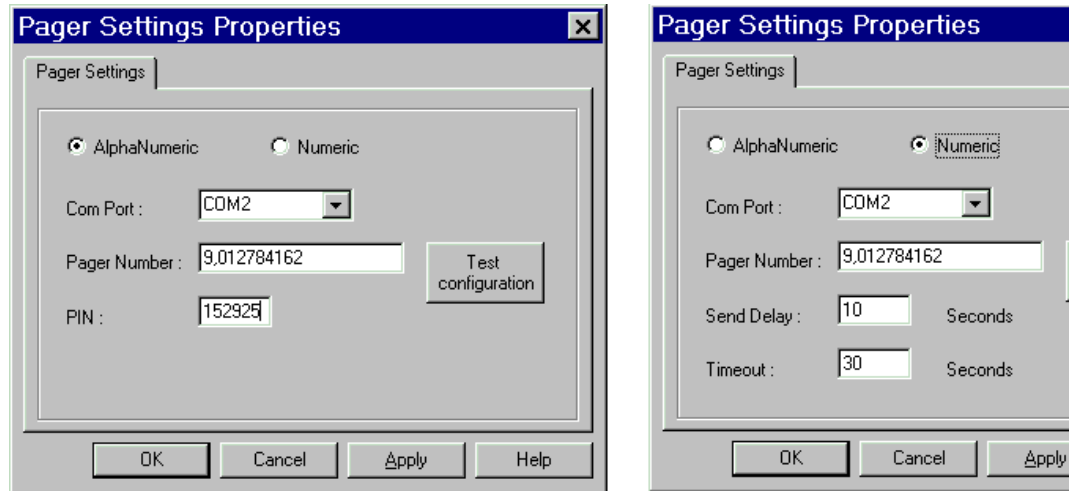 Pager Settings Properties
Pager Settings
AlphaNumeric Numeric
Com Port : COM2
Pager Number : 9,012784162
Test
configuration
PIN : 152925
OK Cancel Apply Help
Pager Settings Properties
Pager Settings
AlphaNumeric Numeric
Com Port : COM2
Pager Number : 9,012784162
Send Delay : 10 Seconds
Timeout : 30 Seconds
OK Cancel Apply